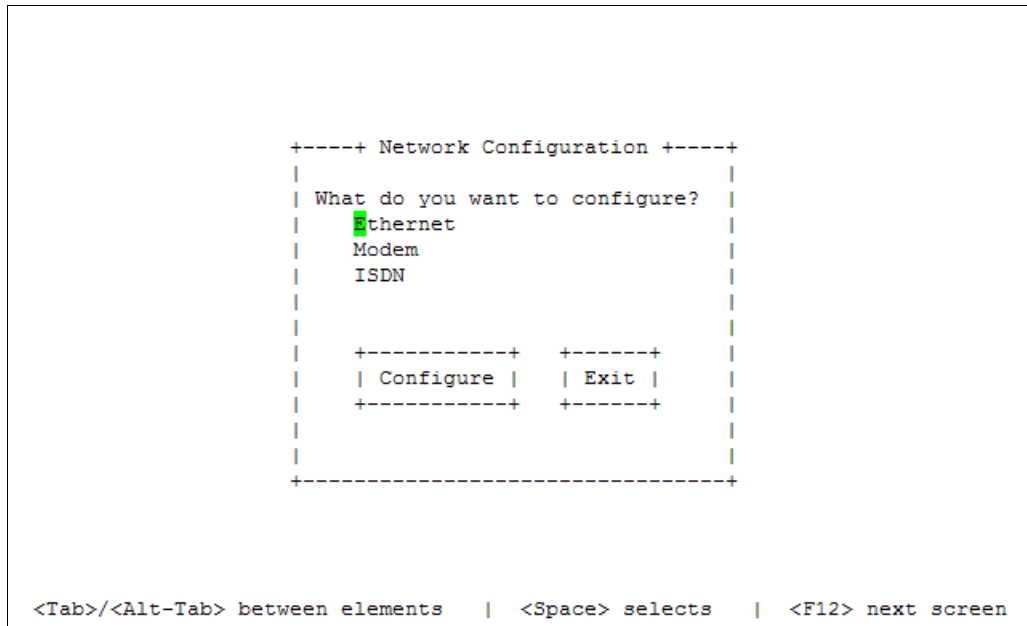 +----+ Network Configuration +----+
What do you want to configure?
Ethernet
Modem
ISDN
+-----------+ +------+
| Configure | | Exit |
+-----------+ +------+
+---------------------------------+
<Tab>/<Alt-Tab> between elements | <Space> selects | <F12> next screen